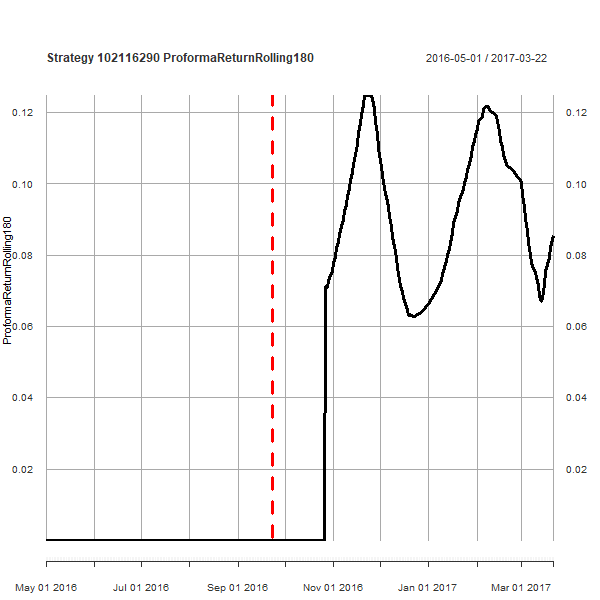 Strategy 102116290 ProformaReturnRolling180
2016-05-01 / 2017-03-22
ProformaReturnRolling180
0.12
0.10
0.08
0.06
0.04
0.02
0.12
0.10
0.08
0.06
0.04
0.02
May 01 2016
Jul 01 2016
Sep 01 2016
Nov 01 2016
Jan 01 2017
Mar 01 2017